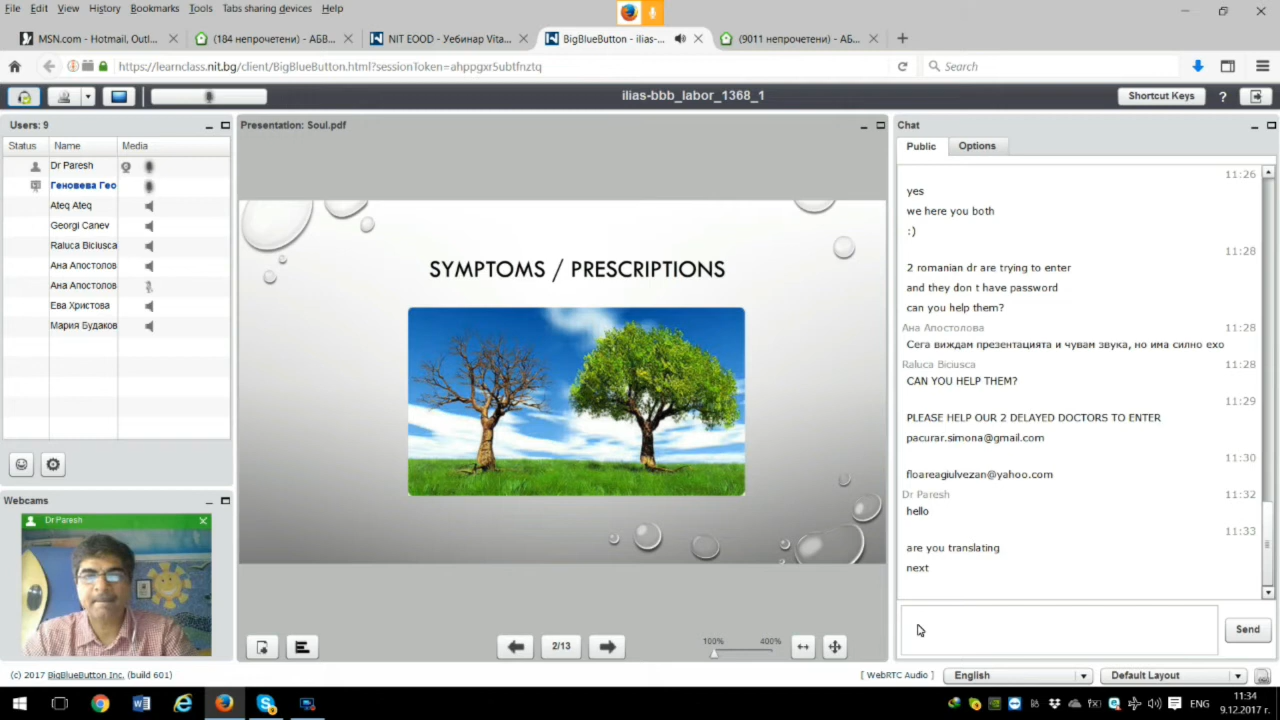 File Edit View History Bookmarks Tools Tabs sharing devices Help
MSN.com - Hotmail, Outl...
(184 непрочетени) - АБВ...
NIT EOOD - Уебинар Vita...
BigBlueButton - ilias-...
(9011 непрочетени) - АБ...
https://learnclass.nit.bg/client/BigBlueButton.html?sessionToken=ahppgxr5ubtfnztq
Search
ilias-bbb_labor_1368_1
Shortcut Keys
?
Users: 9
Status Name Media
Dr Paresh
Геновева Гео
Ateq Ateq
Georgi Canev
Raluca Biciusca
Ана Апостолов
Ана Апостолов
Ева Христова
Мария Будаков
Webcams
Dr Paresh
Presentation: Soul.pdf
SYMPTOMS / PRESCRIPTIONS
2/13
100% 400%
Chat
Public Options
11:26
yes
we here you both
:)
11:28
2 romanian dr are trying to enter
and they don t have password
can you help them?
Ана Апостолова 11:28
Сега виждам презентацията и чувам звука, но има силно ехо
Raluca Biciusca 11:28
CAN YOU HELP THEM?
11:29
PLEASE HELP OUR 2 DELAYED DOCTORS TO ENTER
pacurar.simona@gmail.com
11:30
floareagiulvezan@yahoo.com
Dr Paresh 11:32
hello
11:33
are you translating
next
Send
(c) 2017 BigBlueButton Inc. (build 601)
[ WebRTC Audio ]
English
Default Layout
ENG
11:34
9.12.2017 г.